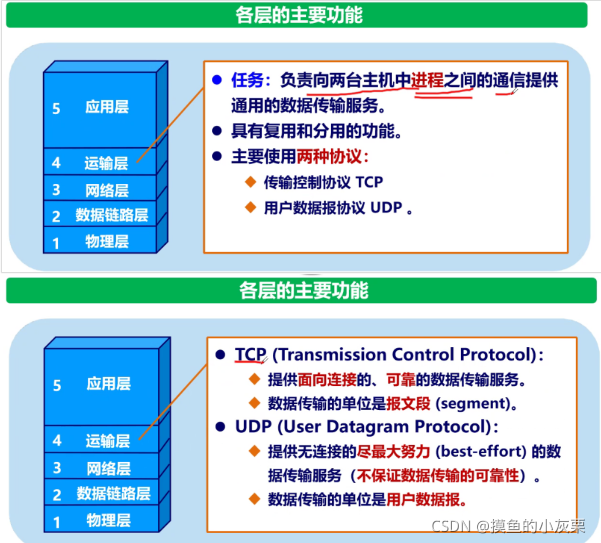 各层的主要功能
5 应用层
4 运输层
3 网络层
2 数据链路层
1 物理层
任务：负责向两台主机中进程之间的通信提供
通用的数据传输服务。
具有复用和分用的功能。
主要使用两种协议：
传输控制协议 TCP
用户数据报协议 UDP 。
各层的主要功能
5 应用层
4 运输层
3 网络层
2 数据链路层
1 物理层
TCP (Transmission Control Protocol)：
提供面向连接的、可靠的数据传输服务。
数据传输的单位是报文段 (segment)。
UDP (User Datagram Protocol)：
提供无连接的尽最大努力 (best-effort) 的数
据传输服务（不保证数据传输的可靠性）。
数据传输的单位是用户数据报。
CSDN @摸鱼的小灰栗